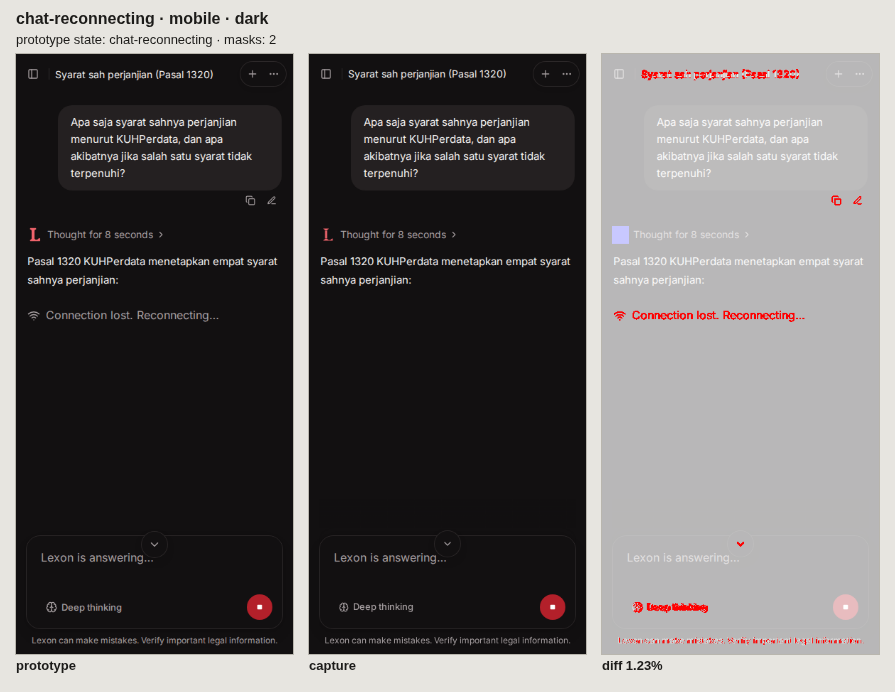 chat-reconnecting · mobile · dark
prototype state: chat-reconnecting · masks: 2
Syarat sah perjanjian (Pasal 1320)
Apa saja syarat sahnya perjanjian
menurut KUHPerdata, dan apa
akibatnya jika salah satu syarat tidak
terpenuhi?
L Thought for 8 seconds
Pasal 1320 KUHPerdata menetapkan empat syarat
sahnya perjanjian:
Connection lost. Reconnecting...
Lexon is answering...
Deep thinking
Lexon can make mistakes. Verify important legal information.
prototype
Syarat sah perjanjian (Pasal 1320)
Apa saja syarat sahnya perjanjian
menurut KUHPerdata, dan apa
akibatnya jika salah satu syarat tidak
terpenuhi?
L Thought for 8 seconds
Pasal 1320 KUHPerdata menetapkan empat syarat
sahnya perjanjian:
Lexon is answering...
Deep thinking
Lexon can make mistakes. Verify important legal information.
capture
Syarat sah perjanjian (Pasal 1320)
Apa saja syarat sahnya perjanjian
menurut KUHPerdata, dan apa
akibatnya jika salah satu syarat tidak
terpenuhi?
Thought for 8 seconds
Pasal 1320 KUHPerdata menetapkan empat syarat
sahnya perjanjian:
Connection lost. Reconnecting...
Lexon is answering...
diff 1.23%